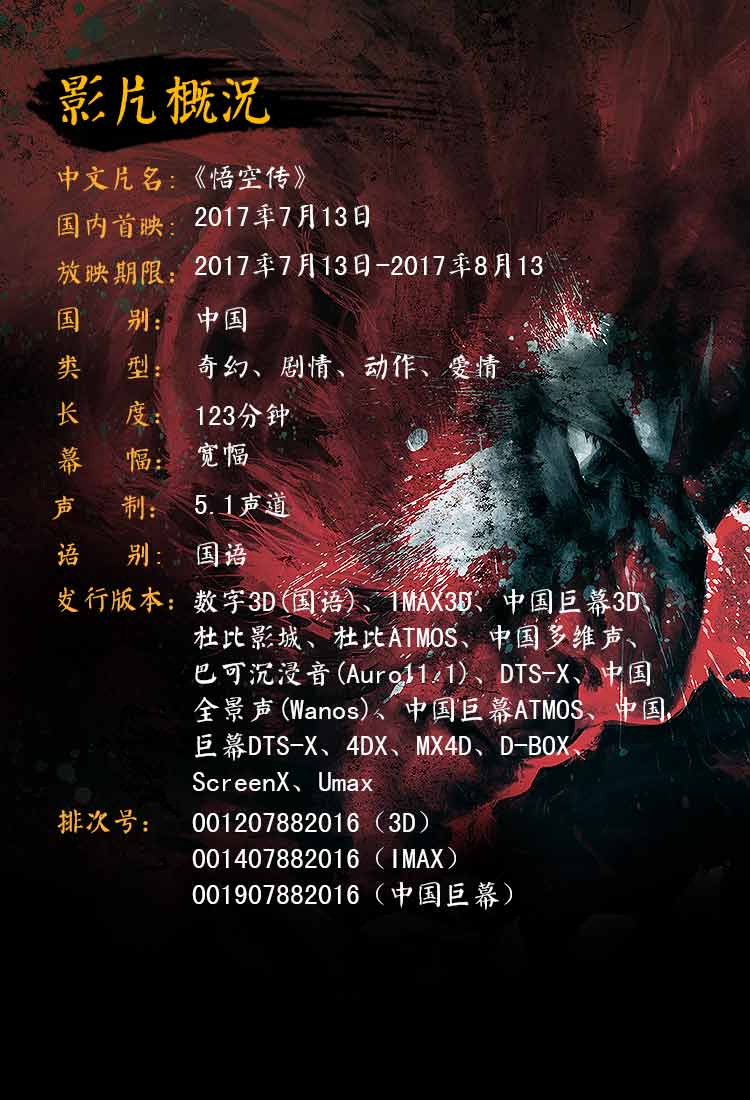 影片概况
中文片名：《悟空传》
国内首映：2017年7月13日
放映期限：2017年7月13日-2017年8月13
国 别：中国
类 型：奇幻、剧情、动作、爱情
长 度：123分钟
幕 幅：宽幅
声 制：5.1声道
语 别：国语
发行版本：数字3D(国语)、IMAX3D、中国巨幕3D、
杜比影城、杜比ATMOS、中国多维声、
巴可沉浸音(Auro11.1)、DTS-X、中国
全景声(Wanos)、中国巨幕ATMOS、中国
巨幕DTS-X、4DX、MX4D、D-BOX、
ScreenX、Umax
排次号：001207882016（3D）
001407882016（IMAX）
001907882016（中国巨幕）